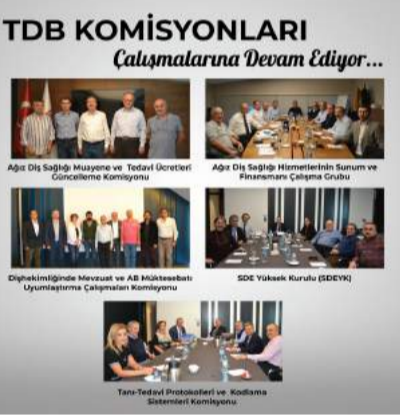 TDB KOMİSYONLARI
Çalışmalarına Devam Ediyor...
Ağız Diş Sağlığı Muayene ve Tedavi Ücretleri
Güncelleme Komisyonu
Ağız Diş Sağlığı Hizmetlerinin Sunum ve
Finansmanı Çalışma Grubu
Dişhekimliğinde Mevzuat ve AB Müktesebatı
Uyumlaştırma Çalışmaları Komisyonu
SDE Yüksek Kurulu (SDEYK)
Tanı-Tedavi Protokolleri ve Kodlama
Sistemleri Komisyonu